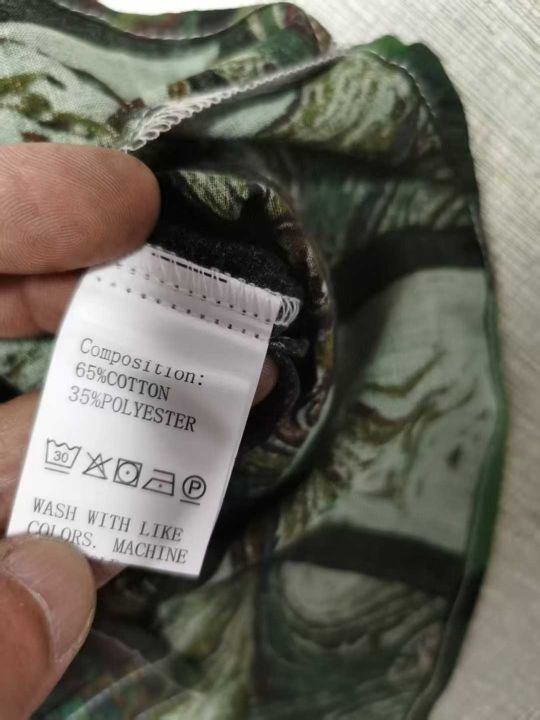 Composition:
65%COTTON
35%POLYESTER
30
P
WASH WITH LIKE
COLORS. MACHINE